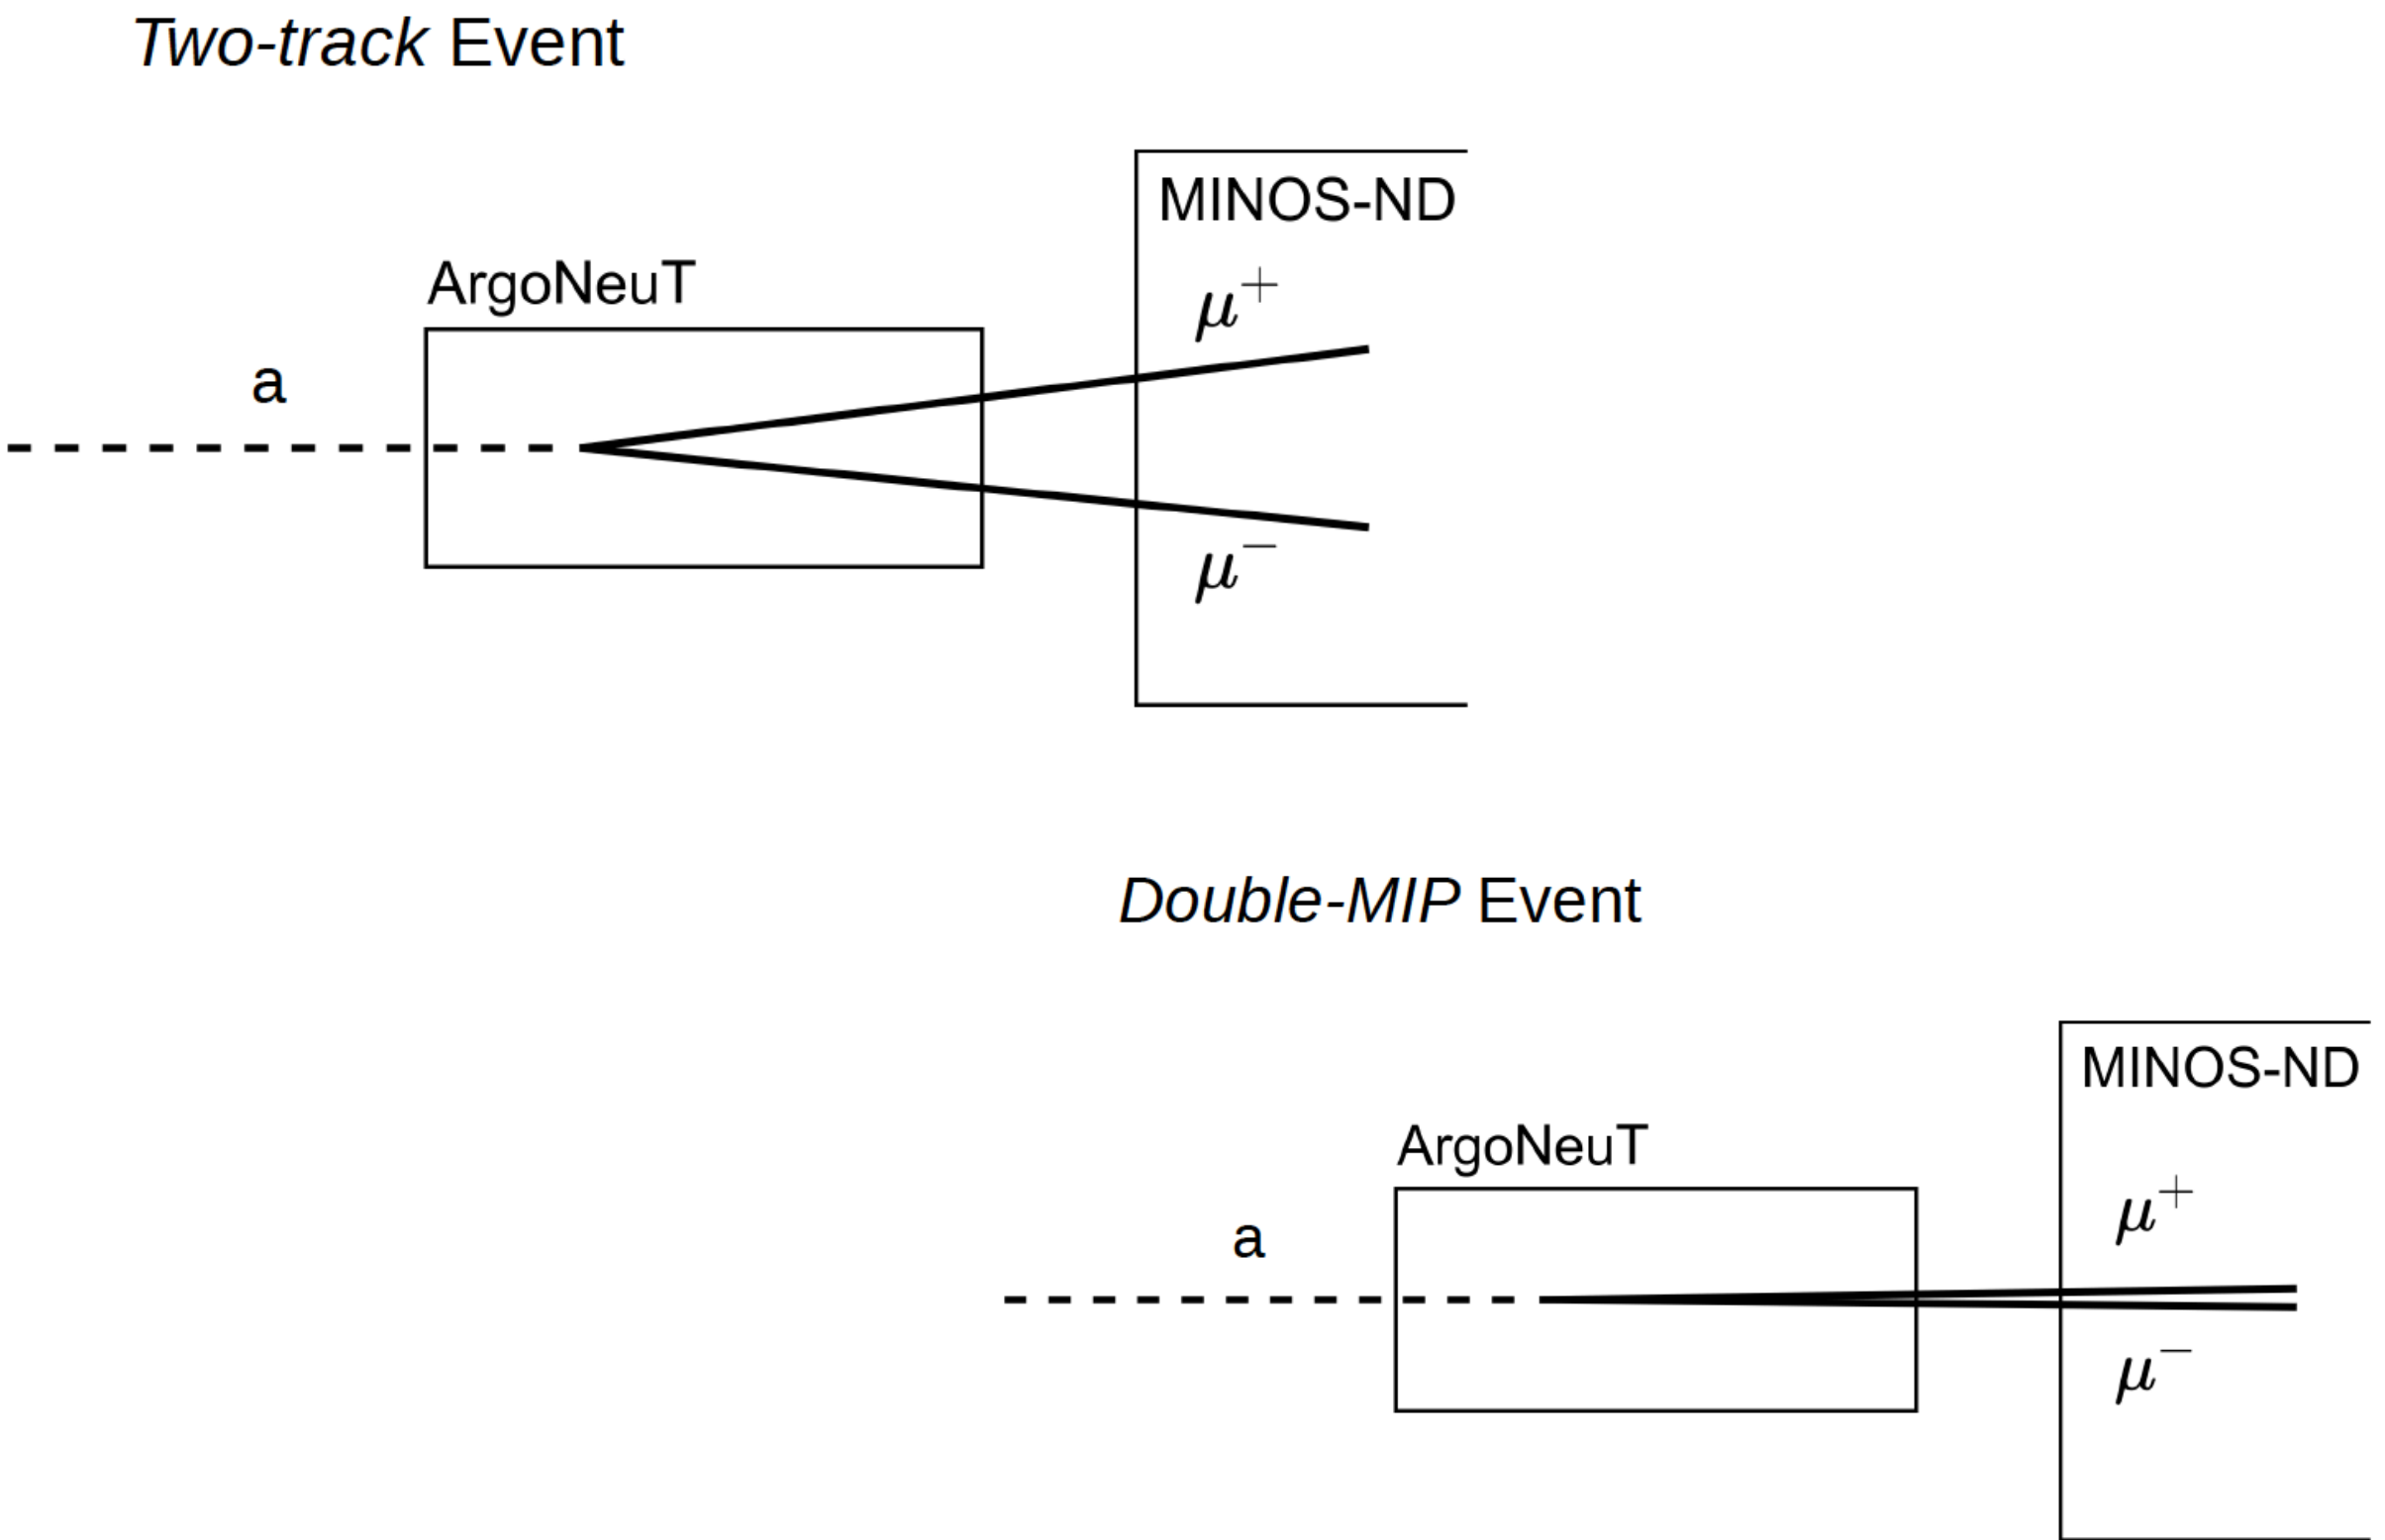 Two-track Event
MINOS-ND
μ⁺
ArgoNeuT
a
μ⁻
Double-MIP Event
MINOS-ND
ArgoNeuT
μ⁺
a
μ⁻